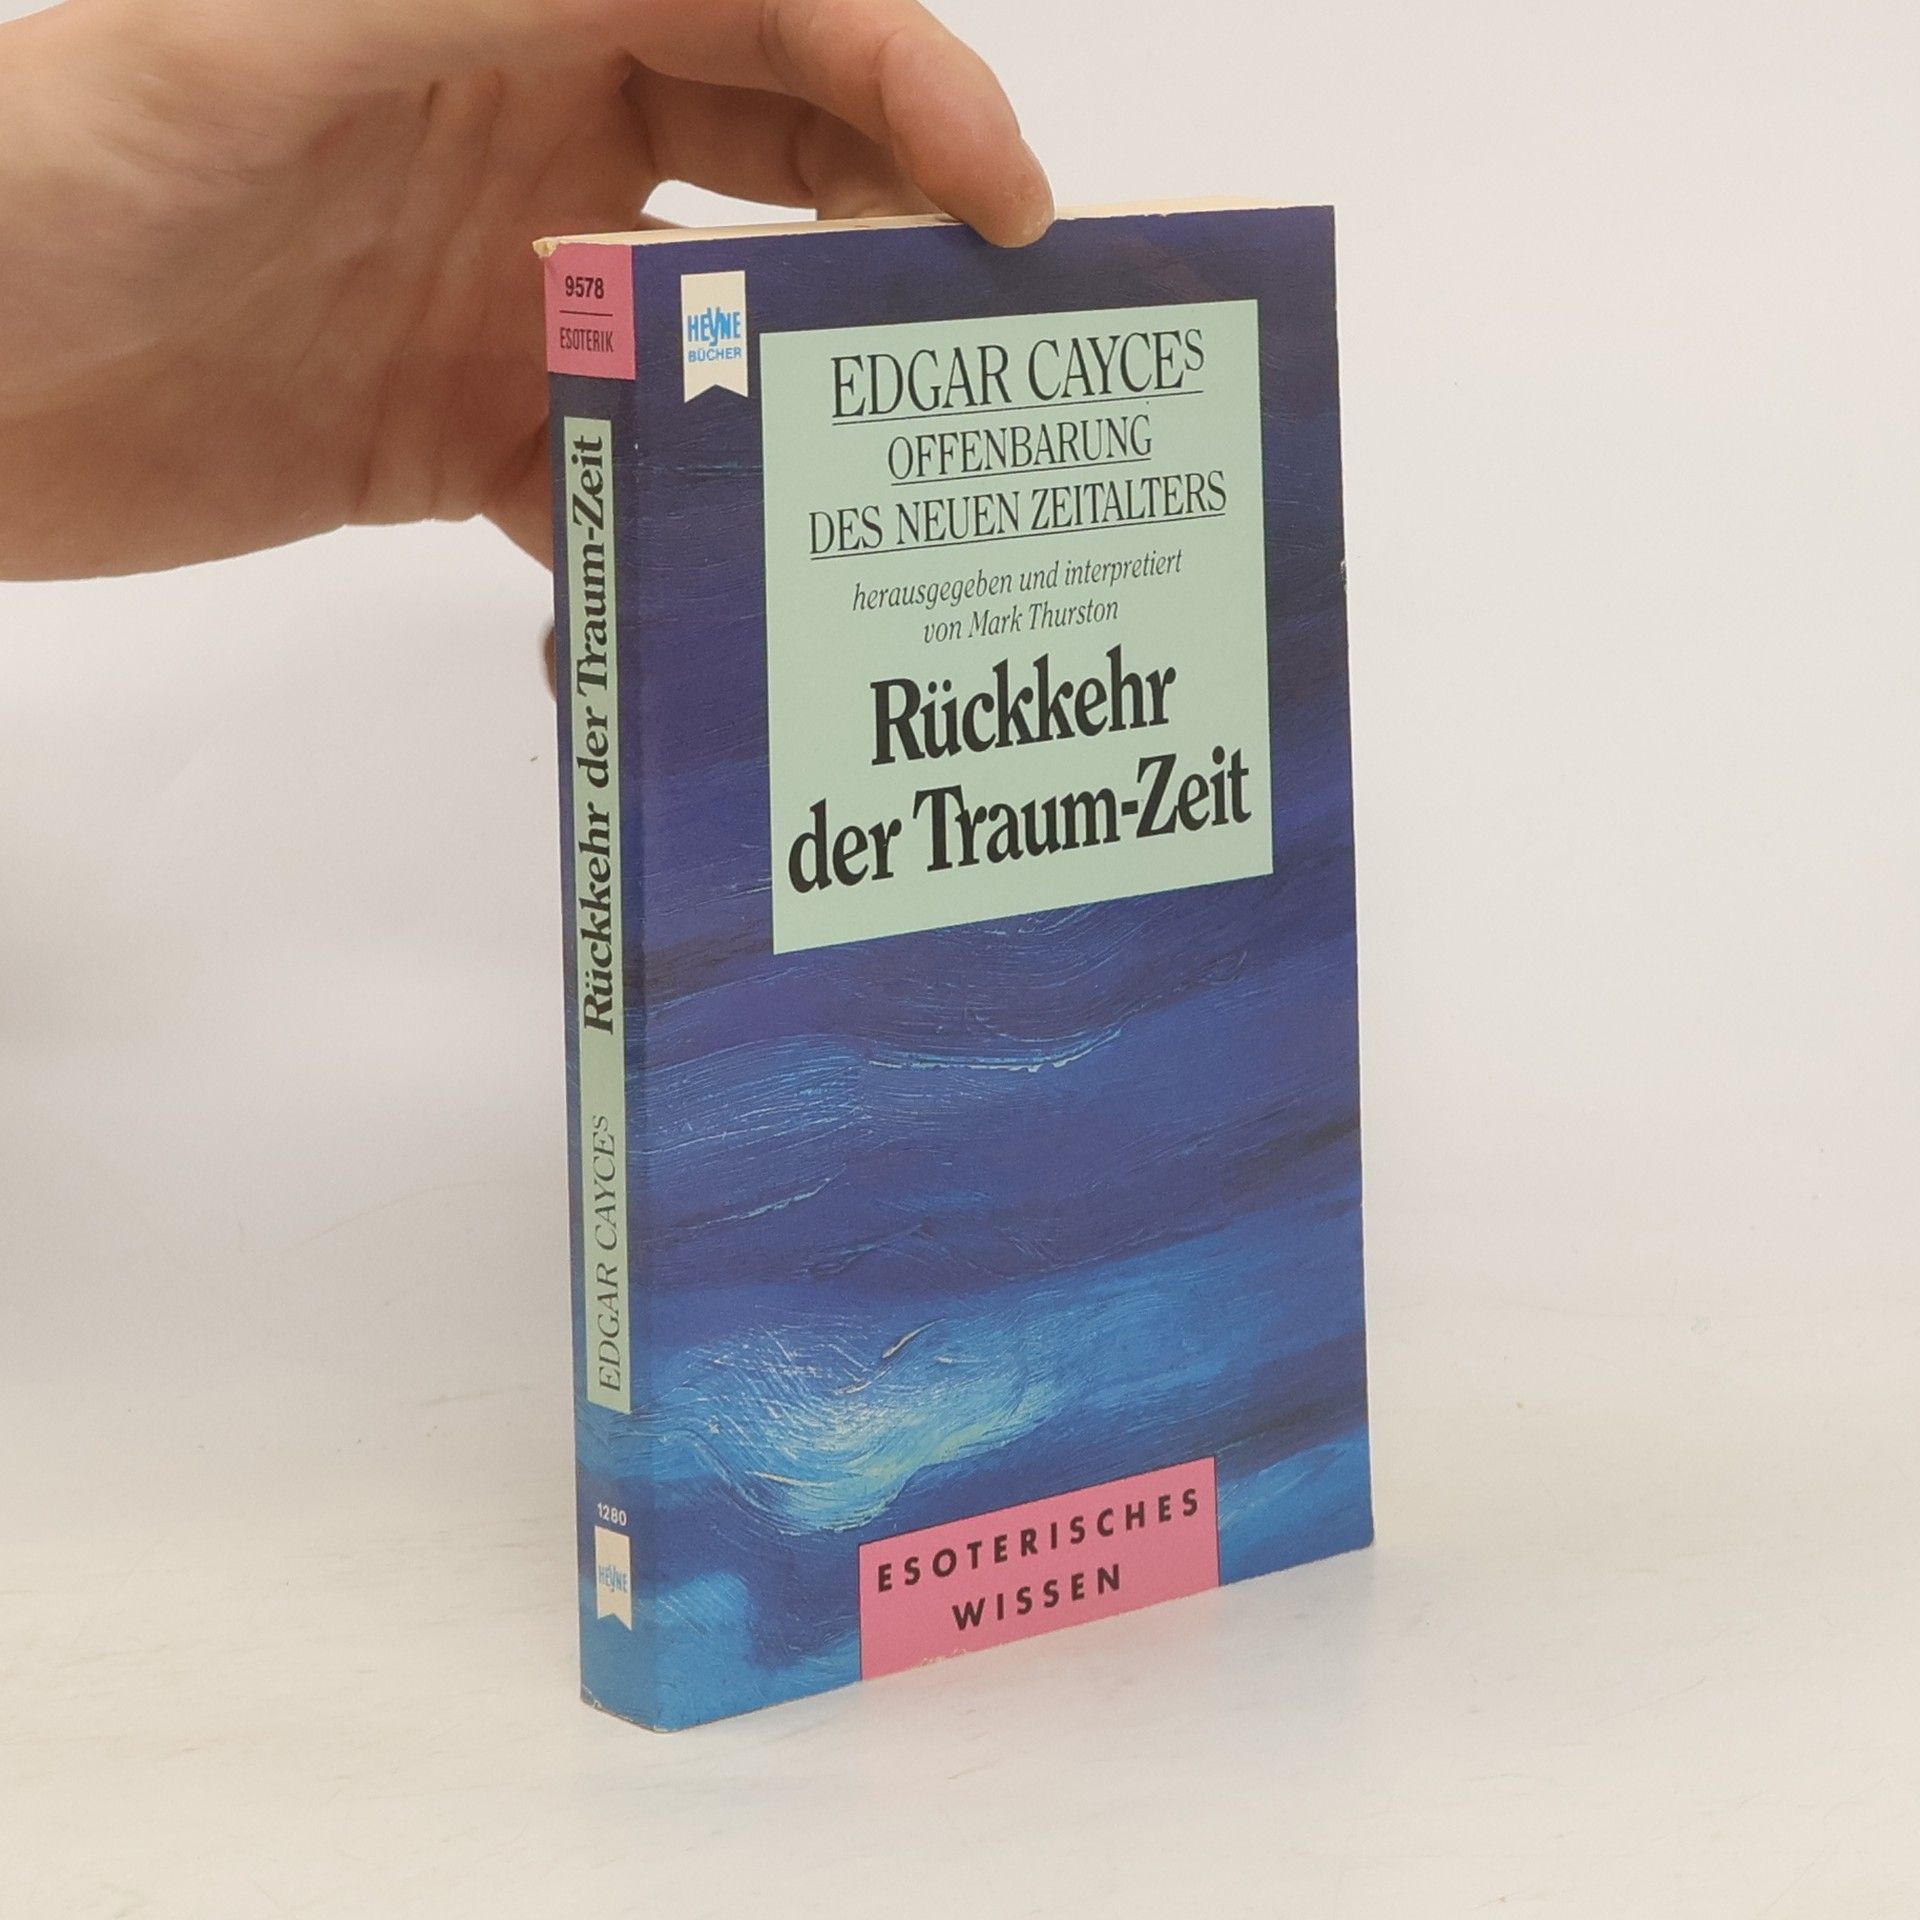 9578
ESOTERIK
Rückkehr der Traum-Zeit
EDGAR CAYCES
1280
HEYNE
HEYNE
BÜCHER
EDGAR CAYCES
OFFENBARUNG
DES NEUEN ZEITALTERS
herausgegeben und interpretiert
von Mark Thurston
Rückkehr
der Traum-Zeit
ESOTERISCHES
WISSEN